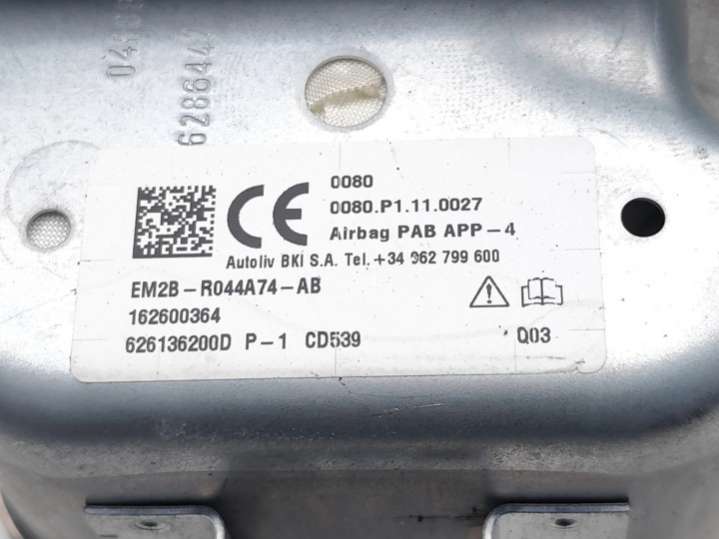 0080
0080.P1.11.0027
Airbag PAB APP-4
Autoliv BKI S.A. Tel. +34 962 799 600
EM2B-R044A74-AB
162600364
626136200D P-1 CD539
Q03